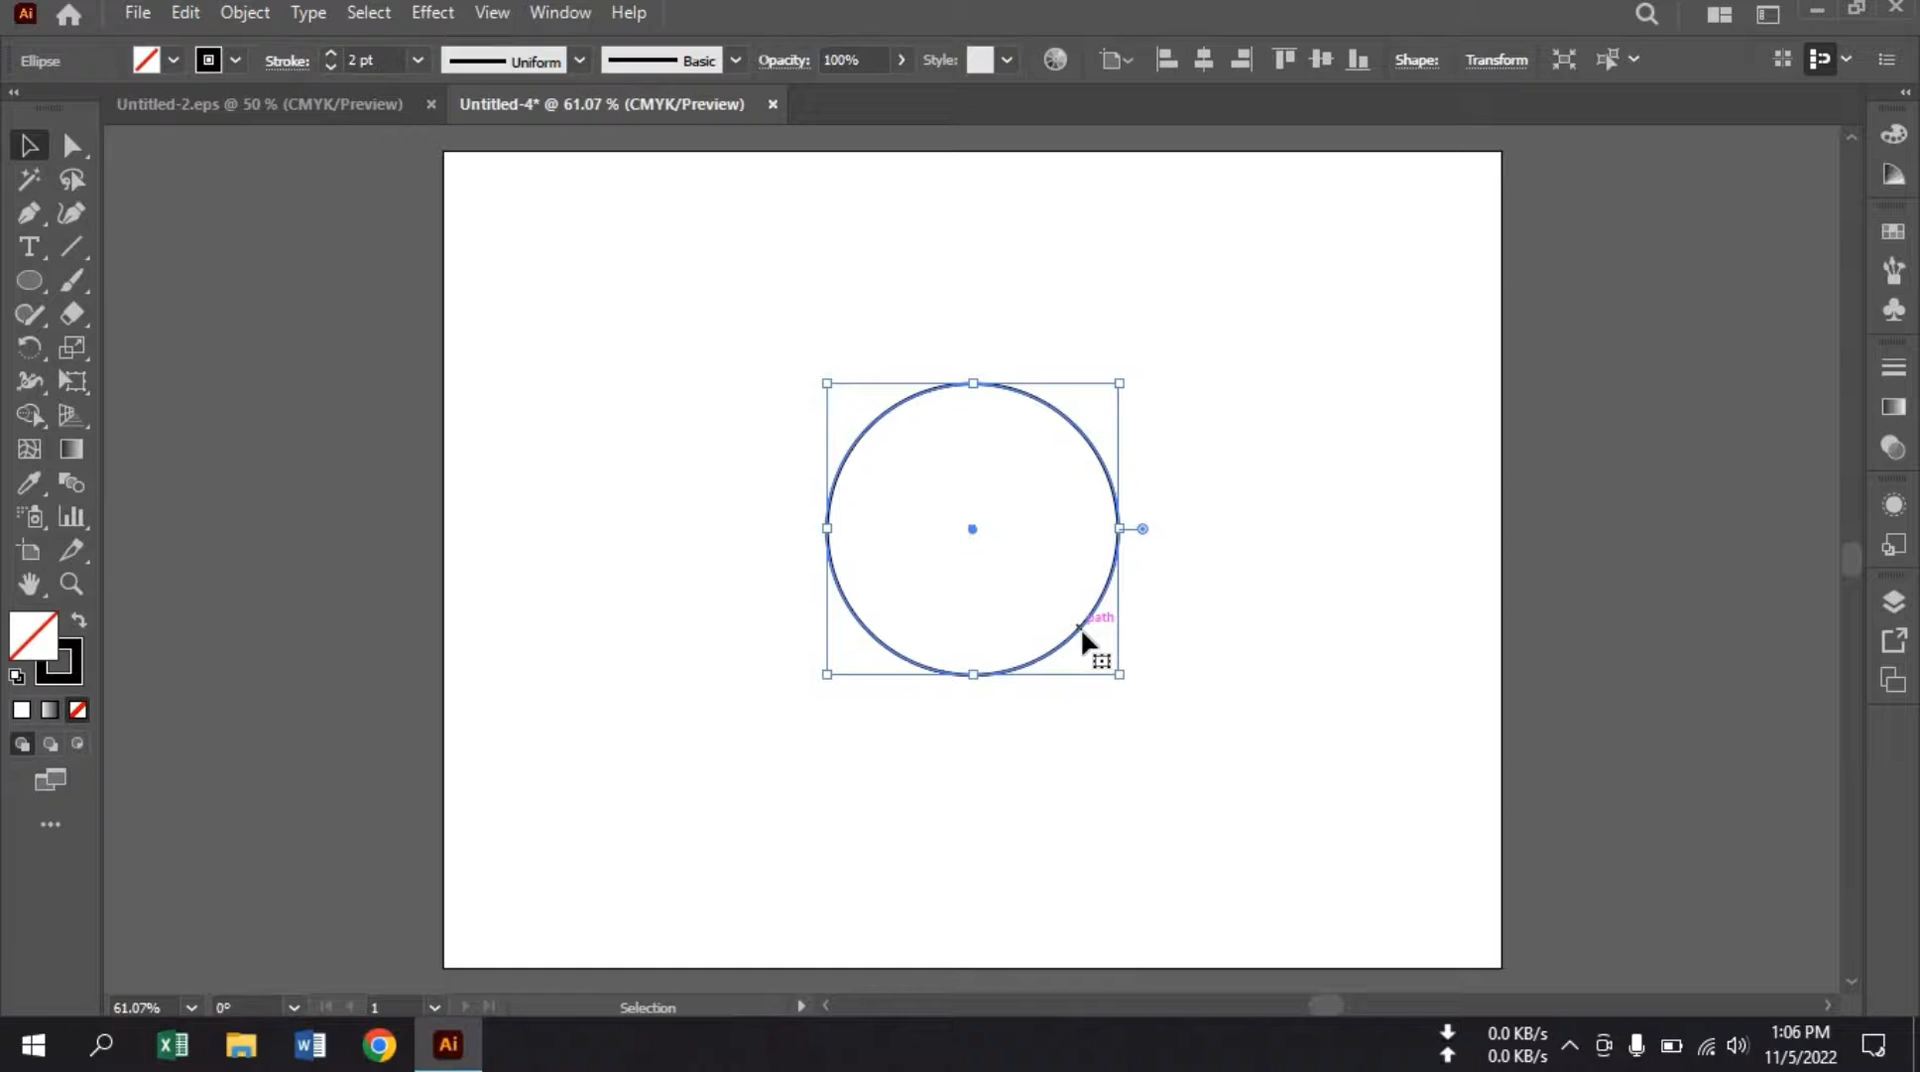 Ai File Edit Object Type Select Effect View Window Help
Ellipse Stroke: 2 pt Uniform Basic Opacity: 100% Style: Shape: Transform
Untitled-2.eps @ 50 % (CMYK/Preview) × Untitled-4* @ 61.07 % (CMYK/Preview) ×
path
61.07% 0° 1 Selection
0.0 KB/s
0.0 KB/s
1:06 PM
11/5/2022
Ai